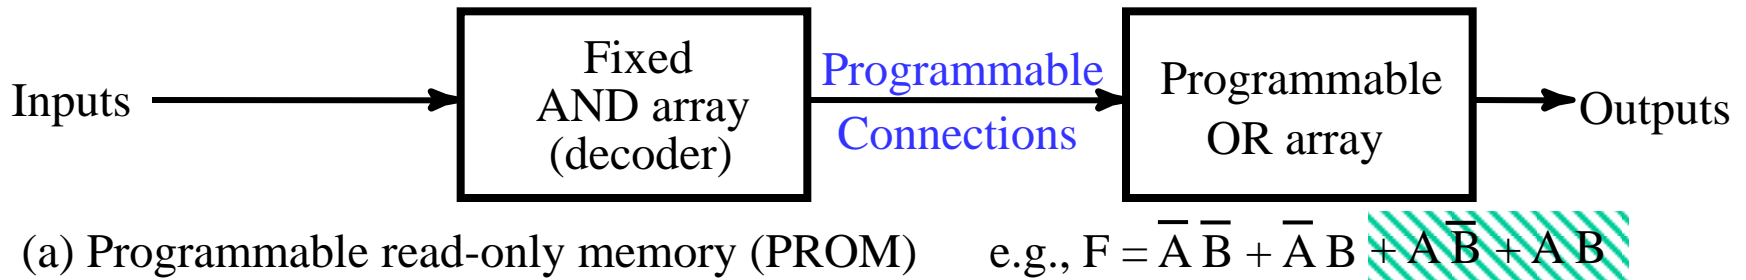 Inputs
Fixed
AND array
(decoder)
Programmable
Connections
Programmable
OR array
Outputs
(a) Programmable read-only memory (PROM)
e.g., F = A̅ B̅ + A̅ B + A B̅ + A B